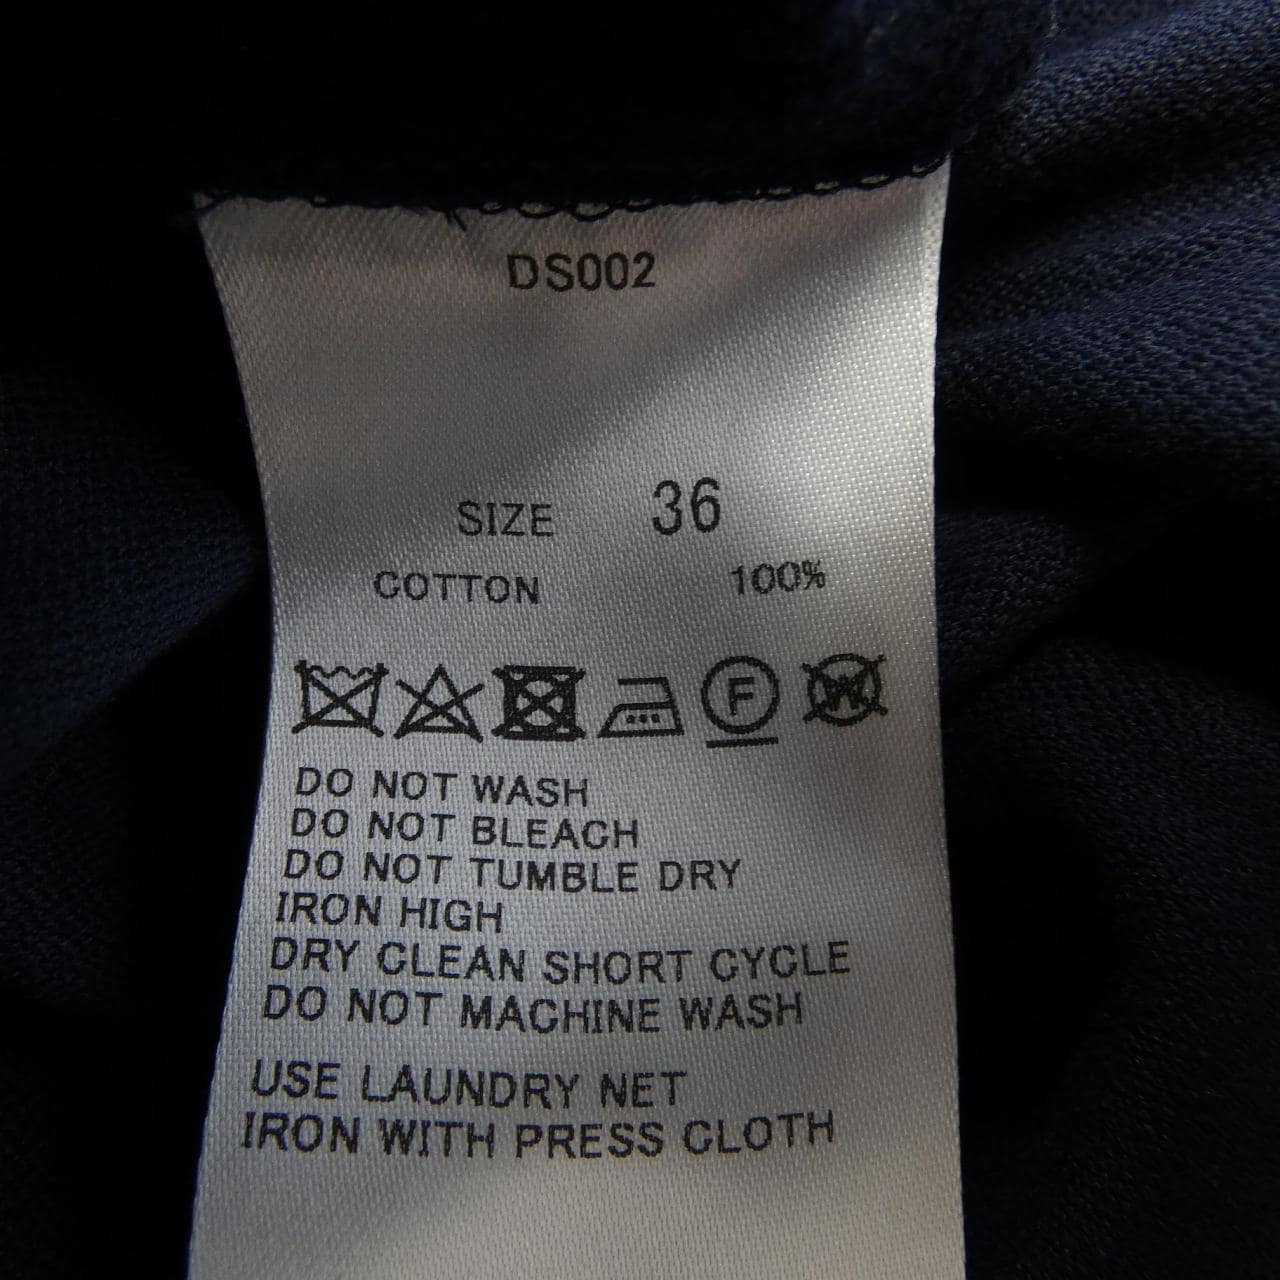 DS002
SIZE 36
COTTON 100%
F W
DO NOT WASH
DO NOT BLEACH
DO NOT TUMBLE DRY
IRON HIGH
DRY CLEAN SHORT CYCLE
DO NOT MACHINE WASH
USE LAUNDRY NET
IRON WITH PRESS CLOTH